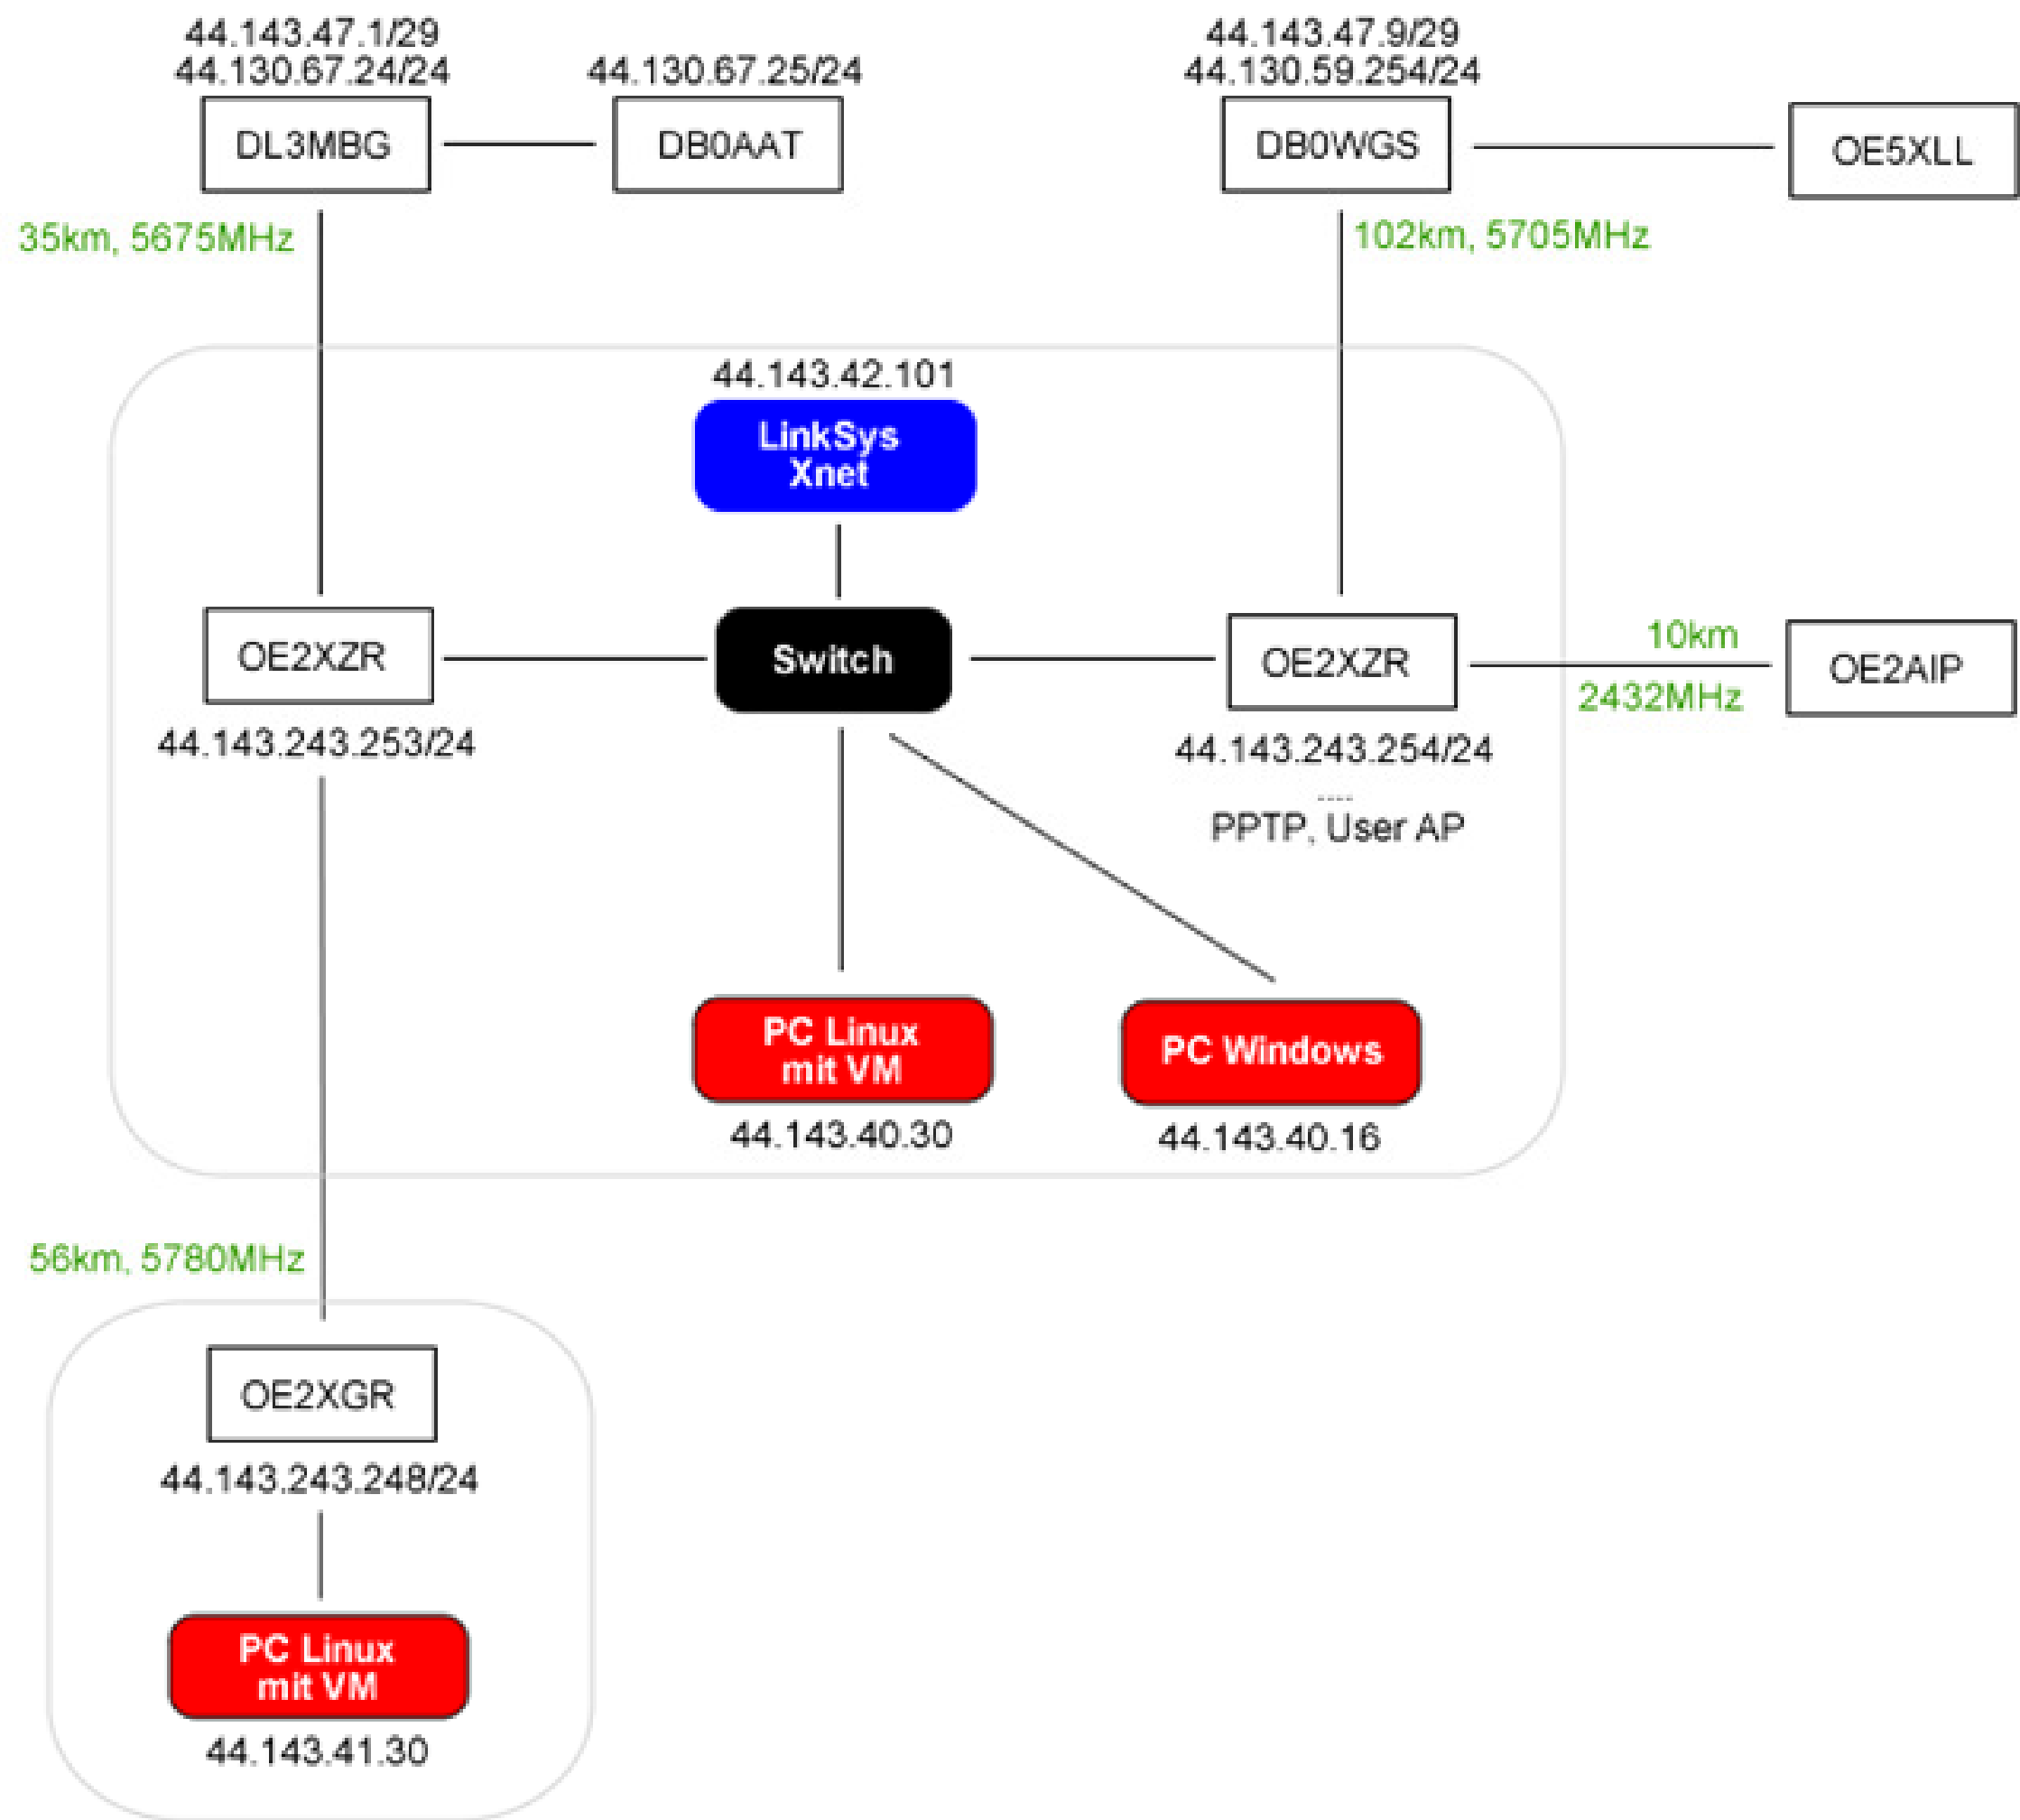 44.143.47.1/29
44.130.67.24/24
44.130.67.25/24
44.143.47.9/29
44.130.59.254/24
DL3MBG
DB0AAT
DB0WGS
OE5XLL
35km, 5675MHz
102km, 5705MHz
44.143.42.101
LinkSys
Xnet
OE2XZR
Switch
OE2XZR
10km
2432MHz
OE2AIP
44.143.243.253/24
44.143.243.254/24
----
PPTP, User AP
PC Linux
mit VM
PC Windows
44.143.40.30
44.143.40.16
56km, 5780MHz
OE2XGR
44.143.243.248/24
PC Linux
mit VM
44.143.41.30